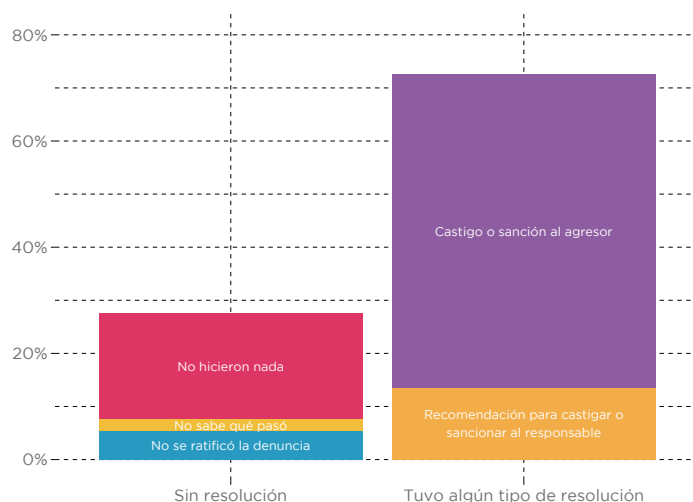 80%
60%
40%
20%
0%
Castigo o sanción al agresor
No hicieron nada
No sabe qué pasó
No se ratificó la denuncia
Recomendación para castigar o
sancionar al responsable
Sin resolución
Tuvo algún tipo de resolución